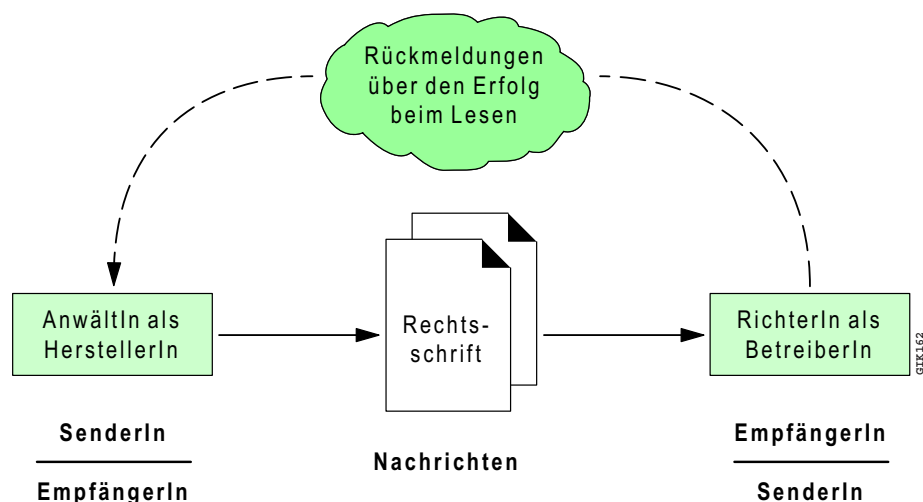 Rückmeldungen
über den Erfolg
beim Lesen
AnwältIn als
HerstellerIn
Rechts-
schrift
RichterIn als
BetreiberIn
GIK162
SenderIn
EmpfängerIn
Nachrichten
EmpfängerIn
SenderIn